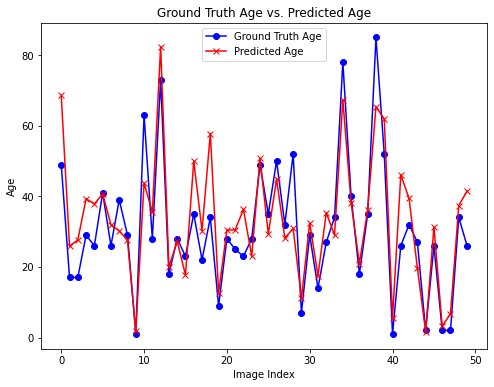 Ground Truth Age vs. Predicted Age
Ground Truth Age
Predicted Age
Age
80
60
40
20
0
0 10 20 30 40 50
Image Index